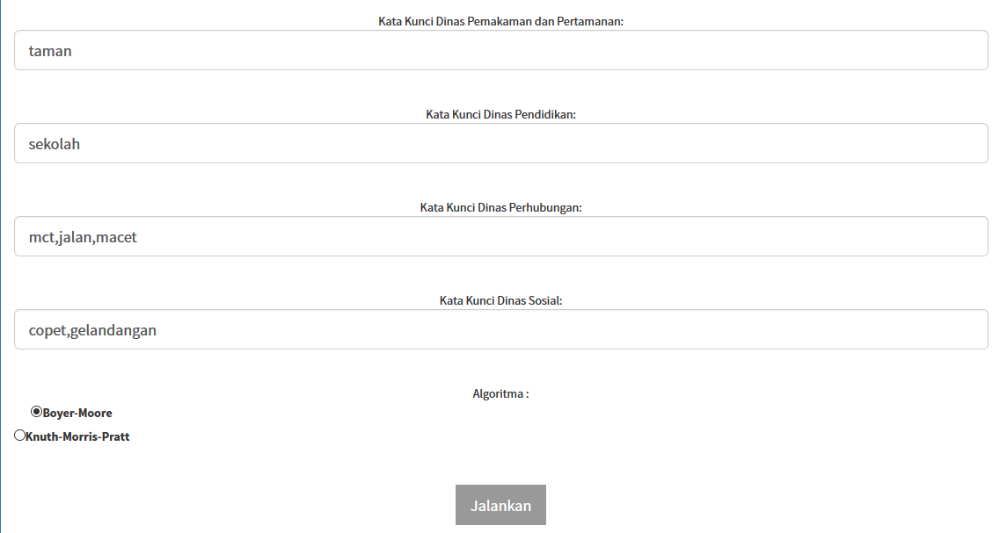 Kata Kunci Dinas Pemakaman dan Pertamanan:
taman
Kata Kunci Dinas Pendidikan:
sekolah
Kata Kunci Dinas Perhubungan:
mct,jalan,macet
Kata Kunci Dinas Sosial:
copet,gelandangan
Algoritma :
Boyer-Moore
Knuth-Morris-Pratt
Jalankan